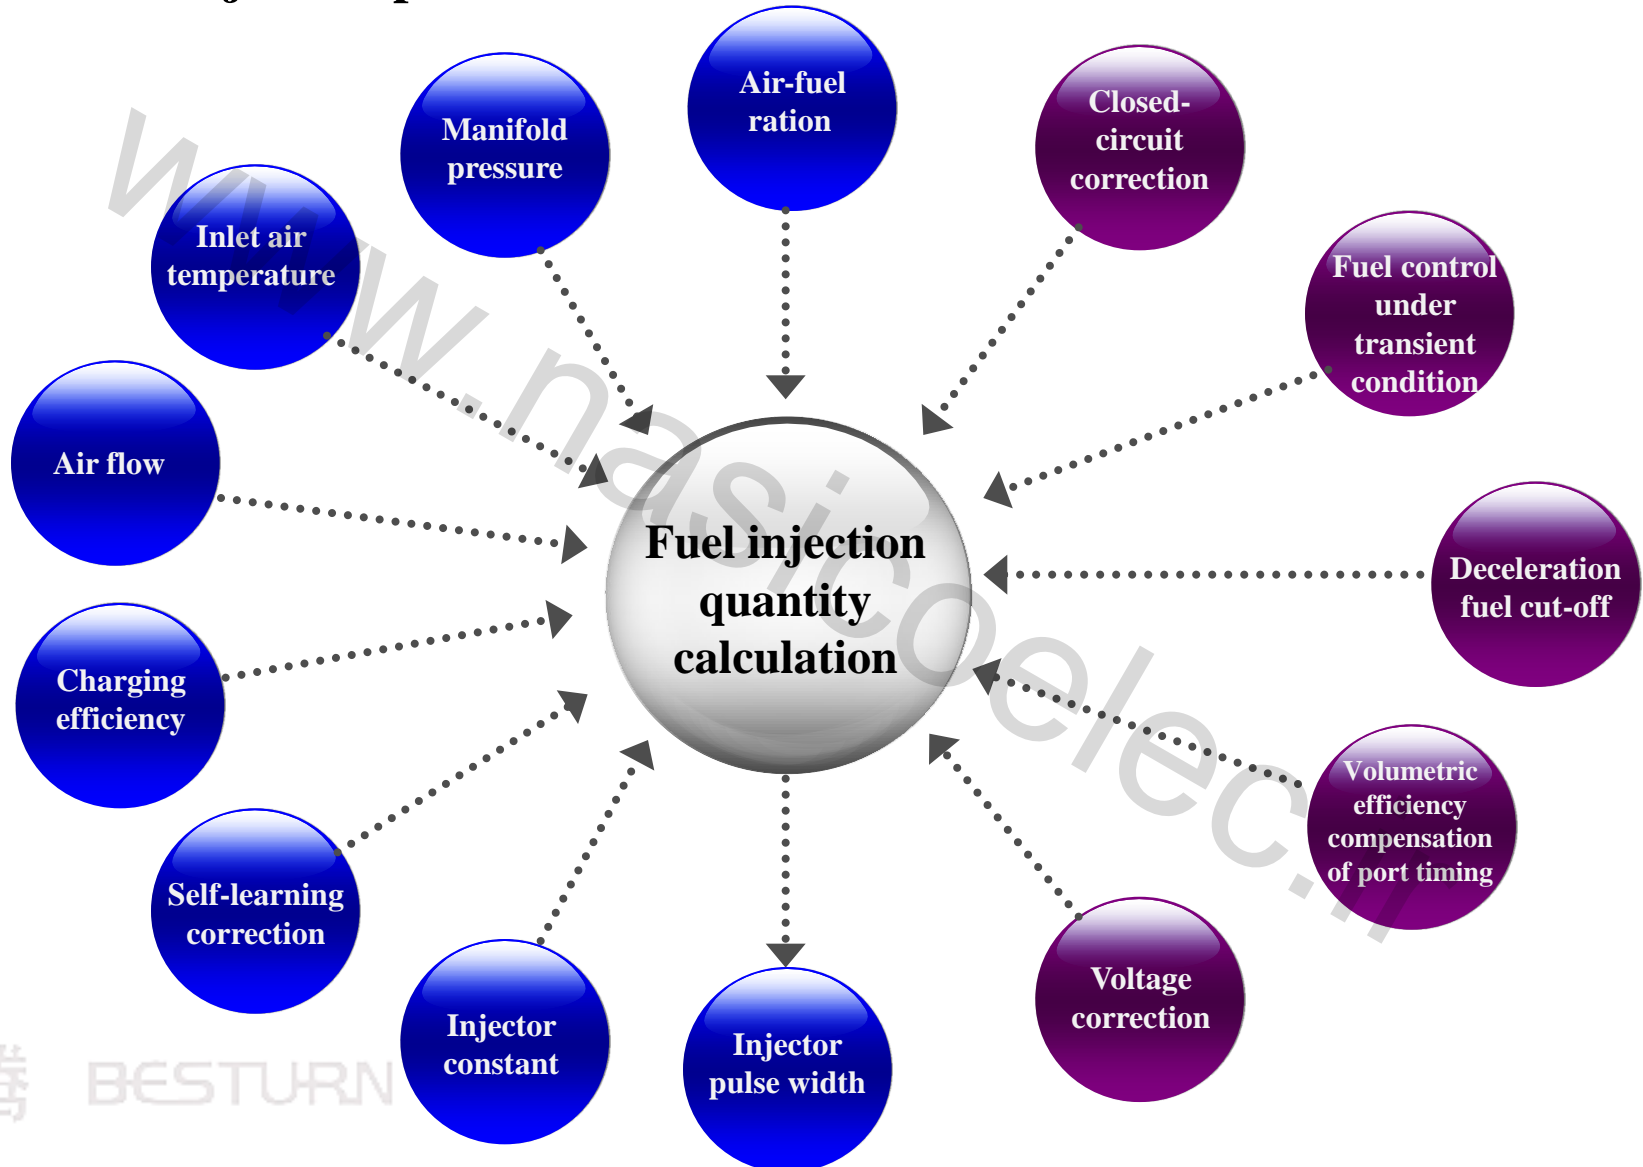 Air-fuel
ration
Manifold
pressure
Closed-
circuit
correction
Inlet air
temperature
Fuel control
under
transient
condition
Air flow
Fuel injection
quantity
calculation
Deceleration
fuel cut-off
Charging
efficiency
Volumetric
efficiency
compensation
of port timing
Self-learning
correction
Voltage
correction
Injector
constant
Injector
pulse width
www.nasicoelec.ir
BESTURN